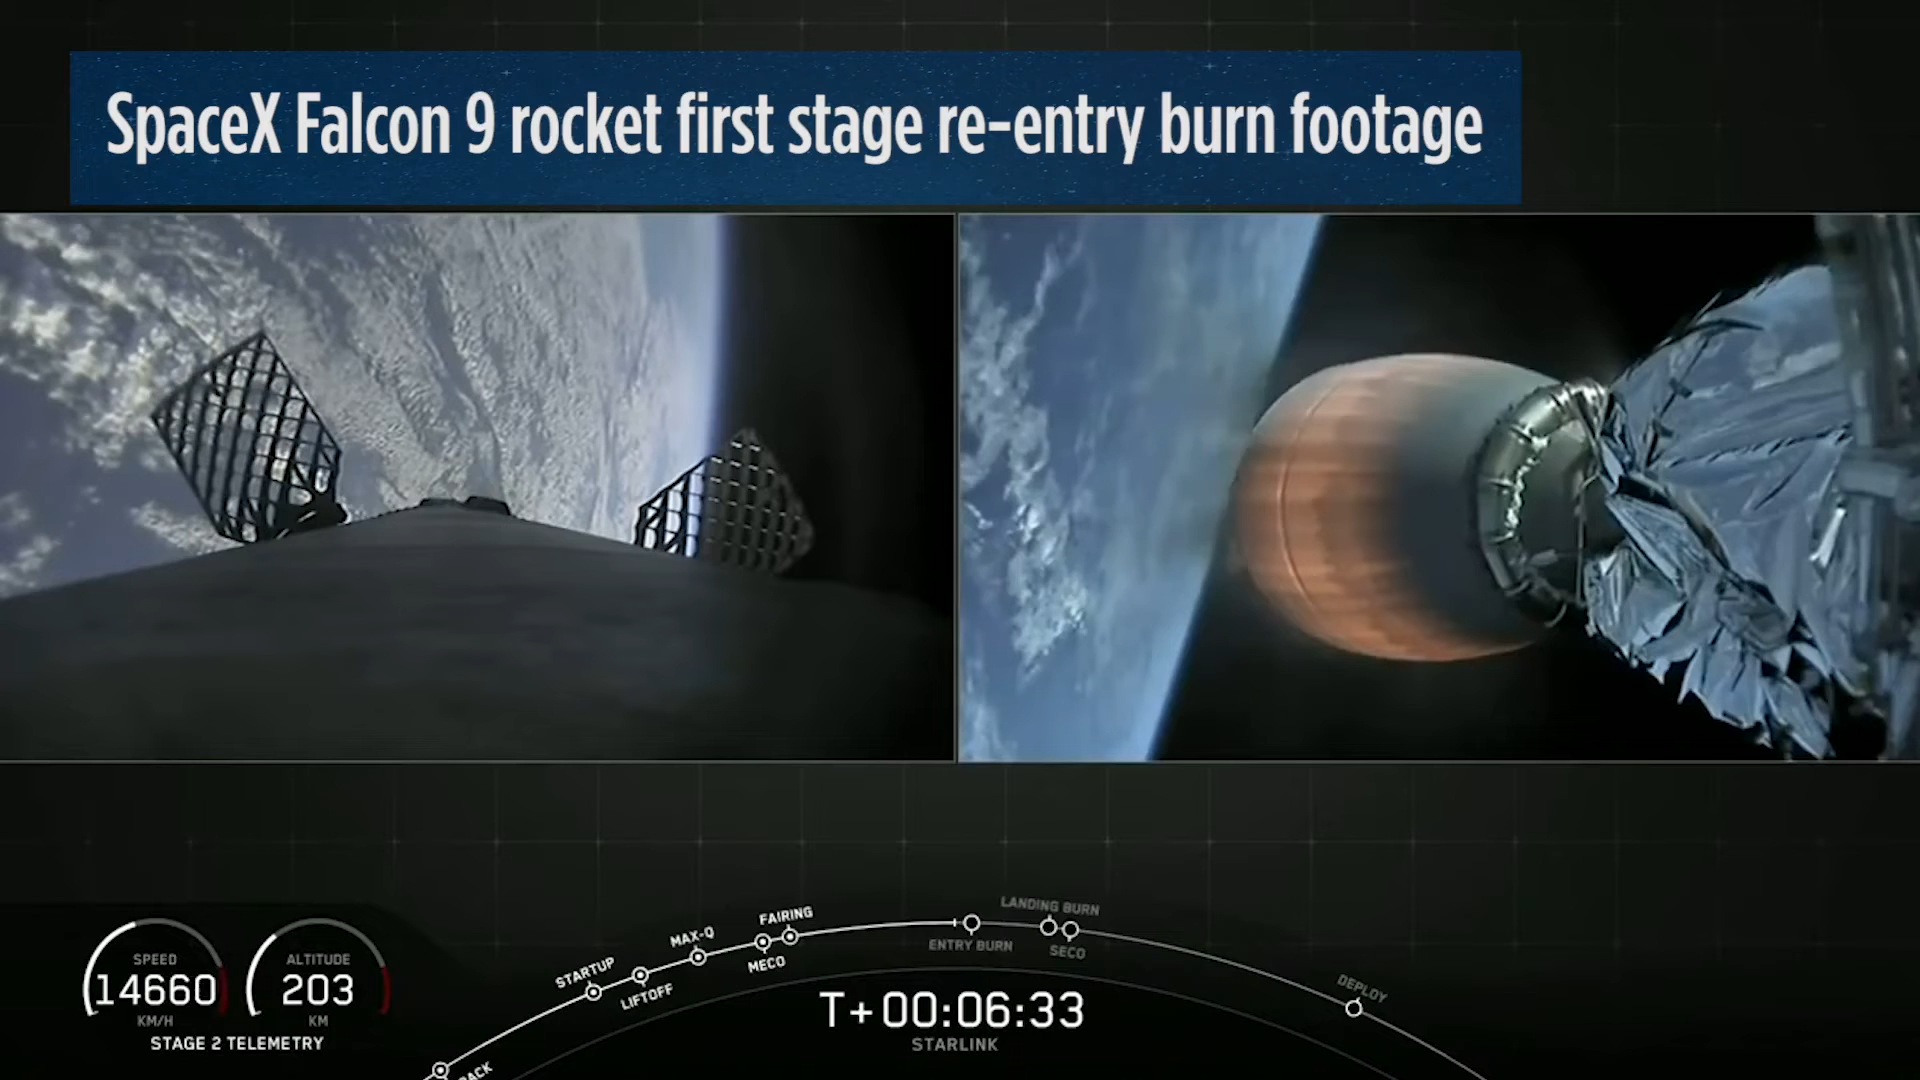 SpaceX Falcon 9 rocket first stage re-entry burn footage
SPEED
14660
KM/H
ALTITUDE
203
KM
STAGE 2 TELEMETRY
STARTUP
LIFTOFF
MAX-Q
MECO
FAIRING
ENTRY BURN
LANDING BURN
SECO
DEPLOY
T+00:06:33
STARLINK